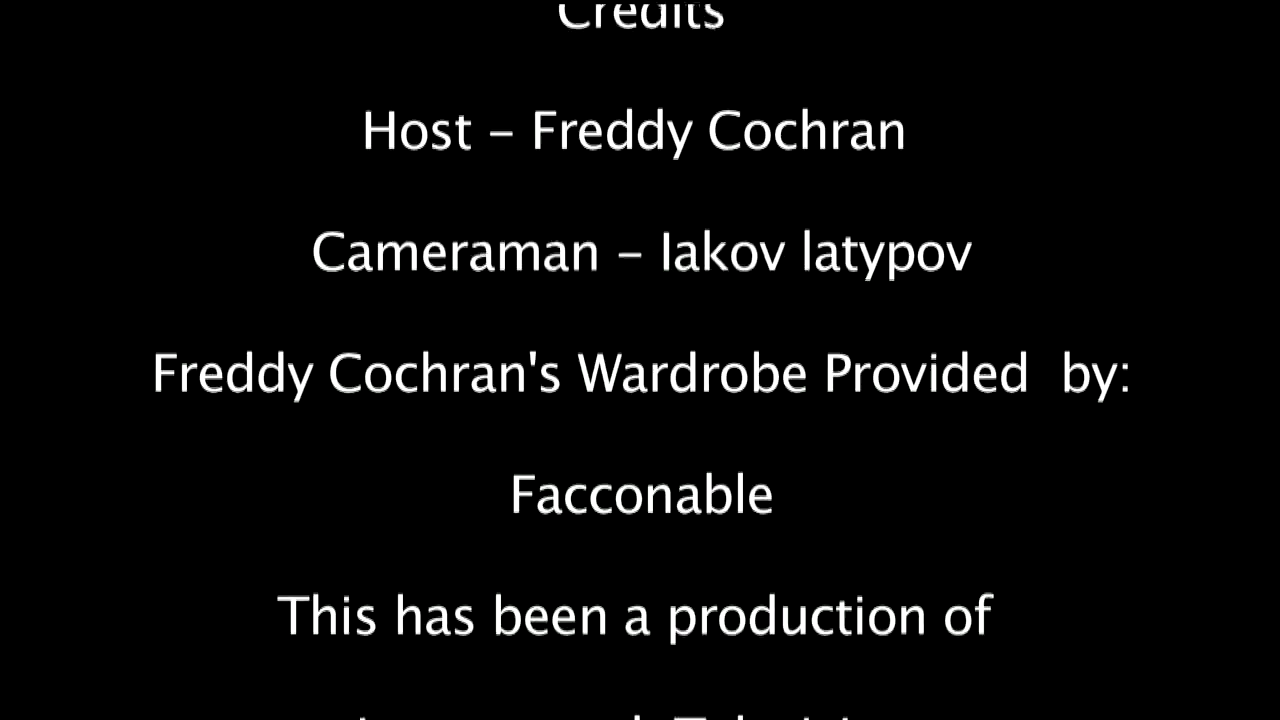 Credits
Host - Freddy Cochran
Cameraman - Iakov latypov
Freddy Cochran's Wardrobe Provided  by:
Facconable
This has been a production of